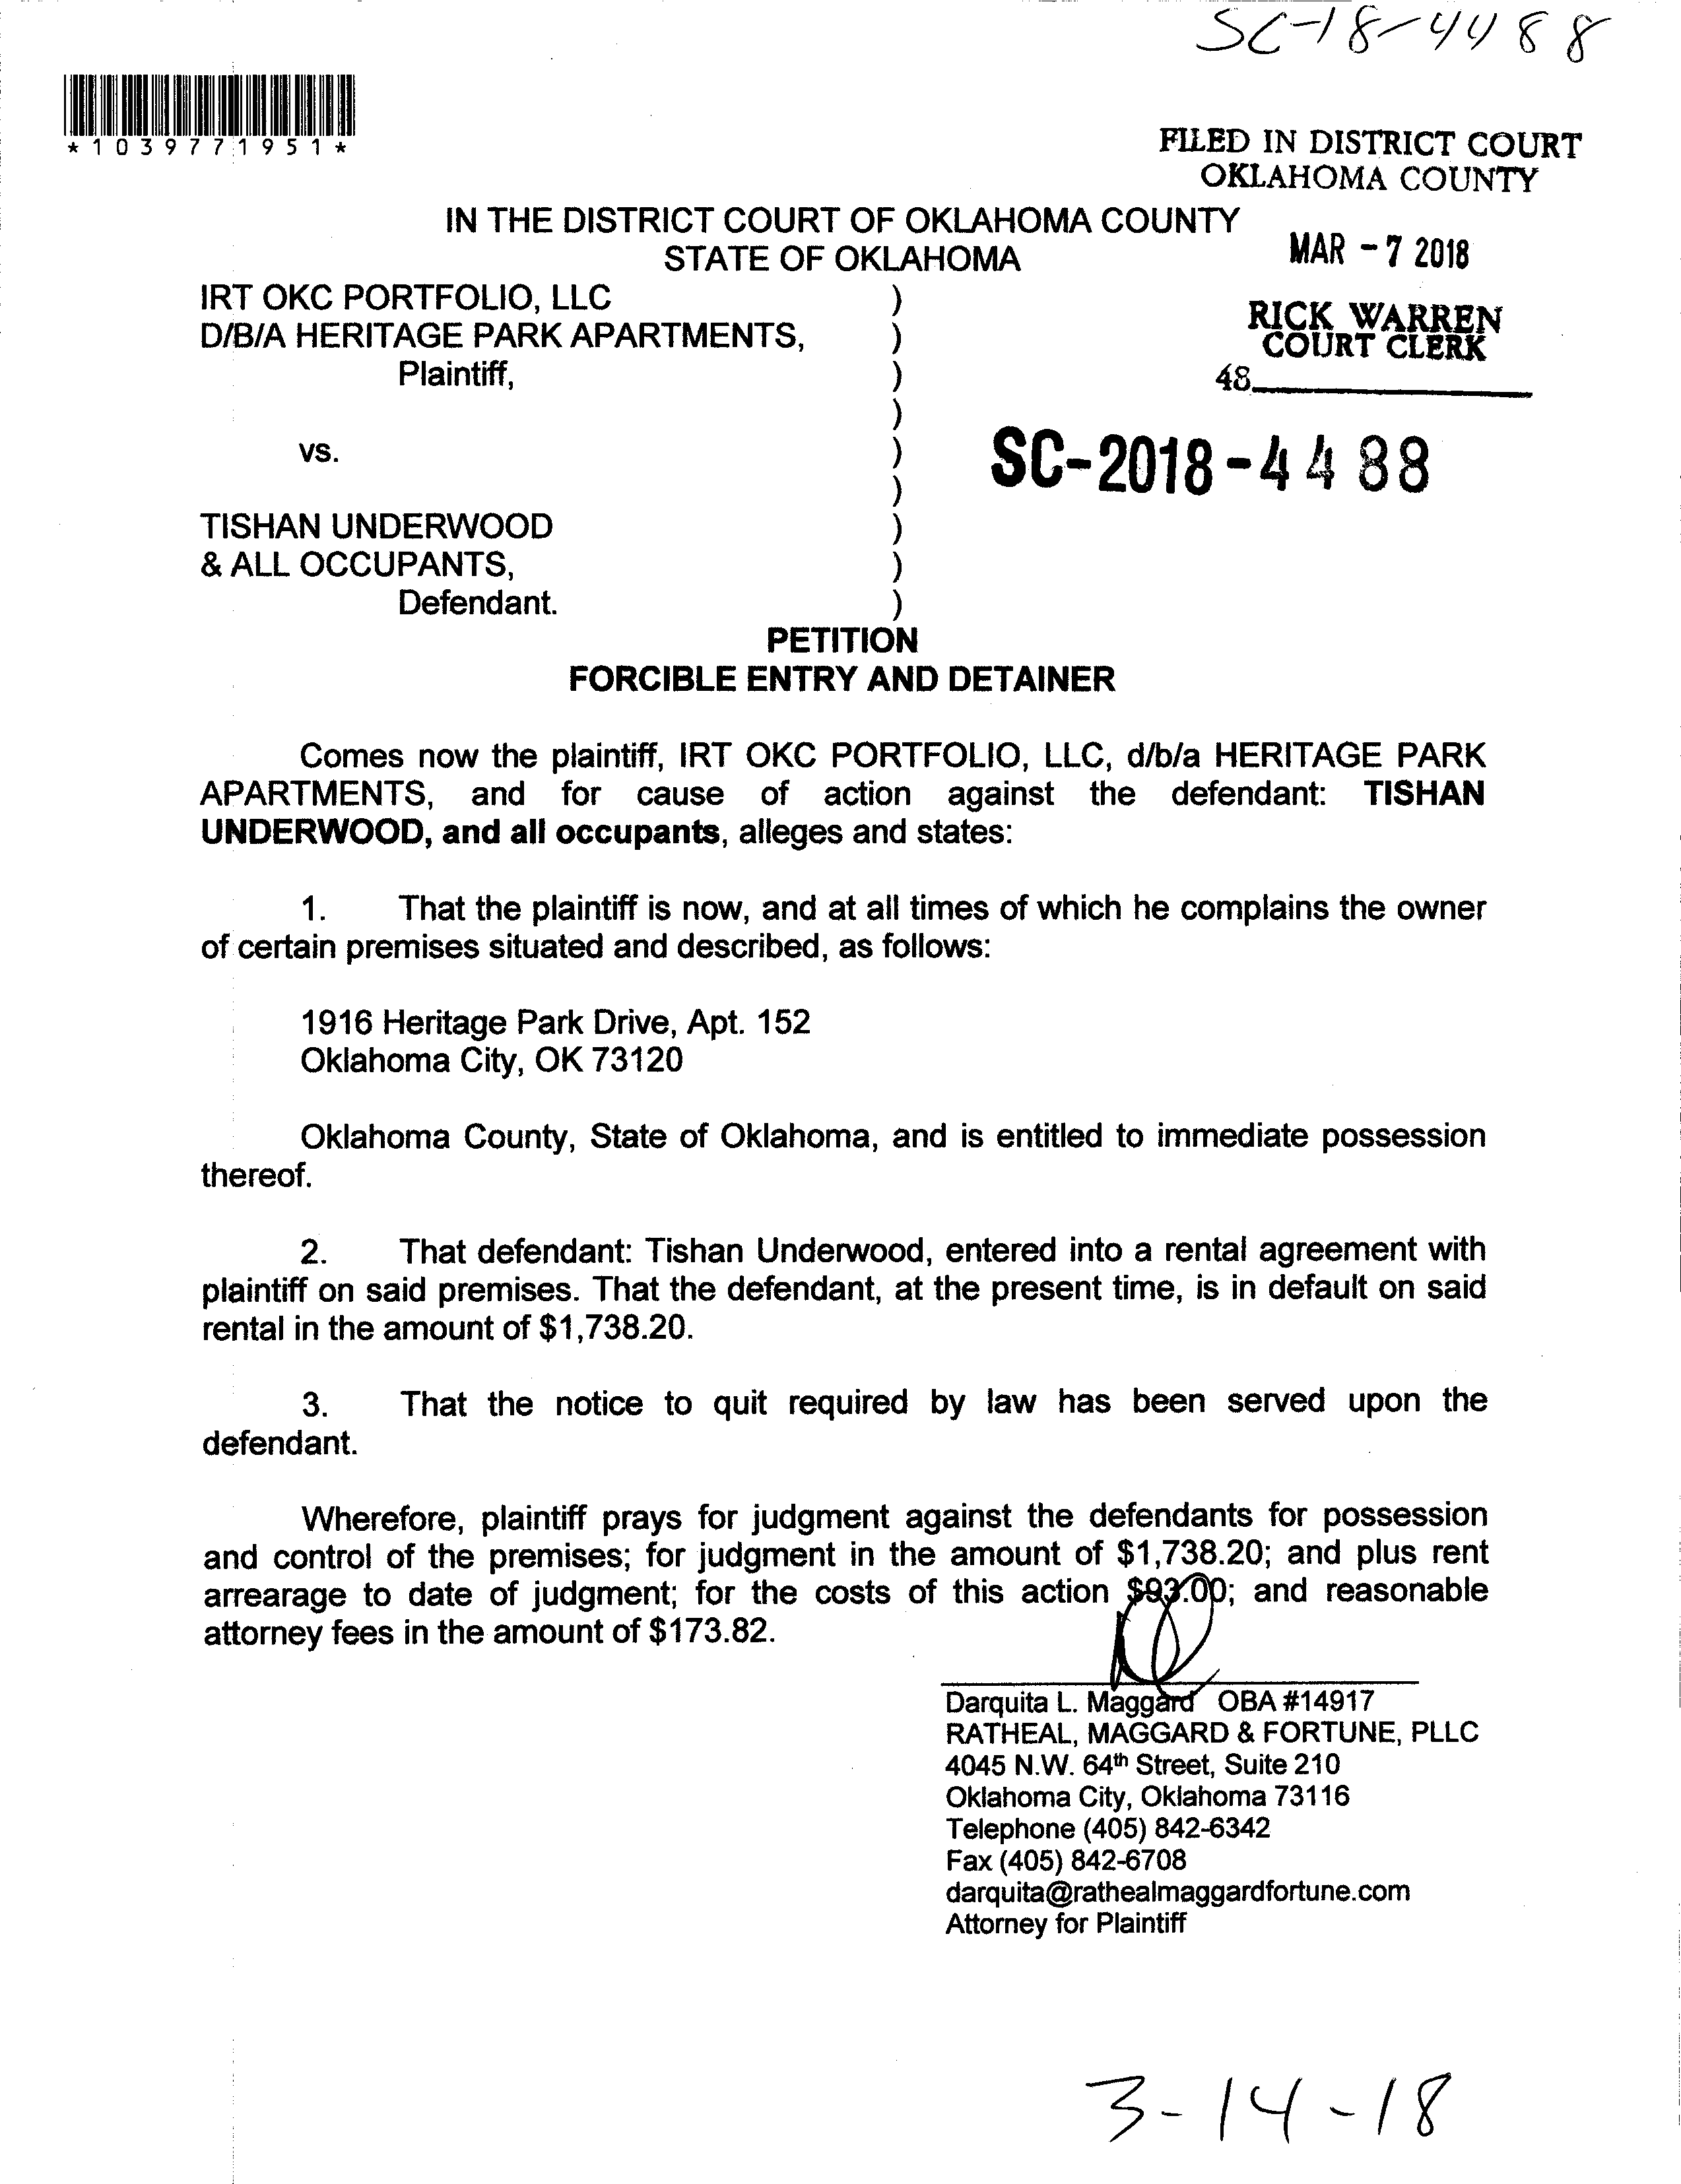 SC-18-4488
*1039771951*
FILED IN DISTRICT COURT
OKLAHOMA COUNTY
IN THE DISTRICT COURT OF OKLAHOMA COUNTY
STATE OF OKLAHOMA
MAR - 7 2018
IRT OKC PORTFOLIO, LLC )
D/B/A HERITAGE PARK APARTMENTS, )
Plaintiff, )
RICK WARREN
COURT CLERK
48
)
vs. )
)
SC-2018-4488
TISHAN UNDERWOOD )
& ALL OCCUPANTS, )
Defendant. )
PETITION
FORCIBLE ENTRY AND DETAINER
Comes now the plaintiff, IRT OKC PORTFOLIO, LLC, d/b/a HERITAGE PARK
APARTMENTS, and for cause of action against the defendant: TISHAN
UNDERWOOD, and all occupants, alleges and states:
1. That the plaintiff is now, and at all times of which he complains the owner
of certain premises situated and described, as follows:
1916 Heritage Park Drive, Apt. 152
Oklahoma City, OK 73120
Oklahoma County, State of Oklahoma, and is entitled to immediate possession
thereof.
2. That defendant: Tishan Underwood, entered into a rental agreement with
plaintiff on said premises. That the defendant, at the present time, is in default on said
rental in the amount of $1,738.20.
3. That the notice to quit required by law has been served upon the
defendant.
Wherefore, plaintiff prays for judgment against the defendants for possession
and control of the premises; for judgment in the amount of $1,738.20; and plus rent
arrearage to date of judgment; for the costs of this action $93.00; and reasonable
attorney fees in the amount of $173.82.
Darquita L. Maggard OBA #14917
RATHEAL, MAGGARD & FORTUNE, PLLC
4045 N.W. 64th Street, Suite 210
Oklahoma City, Oklahoma 73116
Telephone (405) 842-6342
Fax (405) 842-6708
darquita@rathealmaggardfortune.com
Attorney for Plaintiff
3-14-18